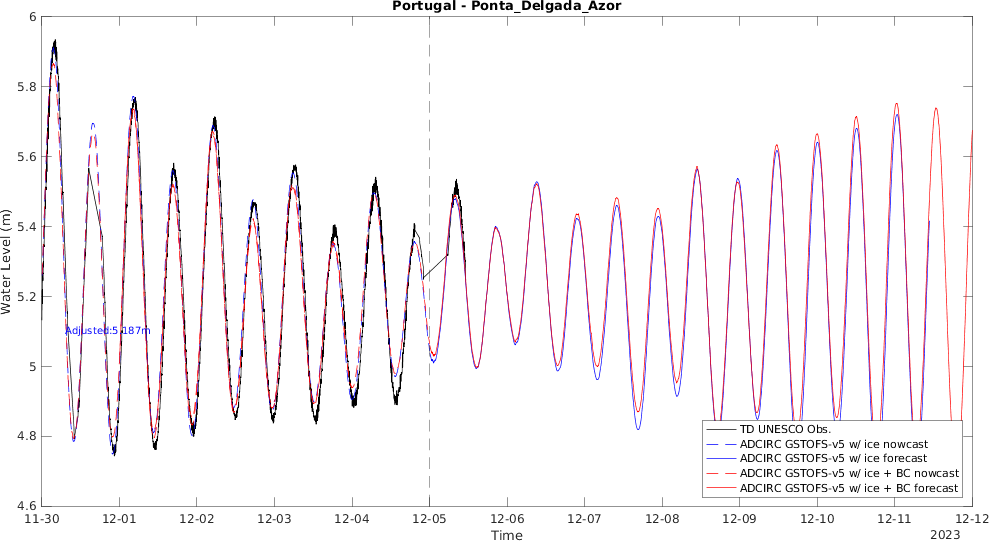 Portugal - Ponta_Delgada_Azor
6
5.8
5.6
5.4
5.2
5
4.8
4.6
Water Level (m)
Adjusted:5.187m
TD UNESCO Obs.
ADCIRC GSTOFS-v5 w/ ice nowcast
ADCIRC GSTOFS-v5 w/ ice forecast
ADCIRC GSTOFS-v5 w/ ice + BC nowcast
ADCIRC GSTOFS-v5 w/ ice + BC forecast
11-30 12-01 12-02 12-03 12-04 12-05 12-06 12-07 12-08 12-09 12-10 12-11 12-12
Time
2023